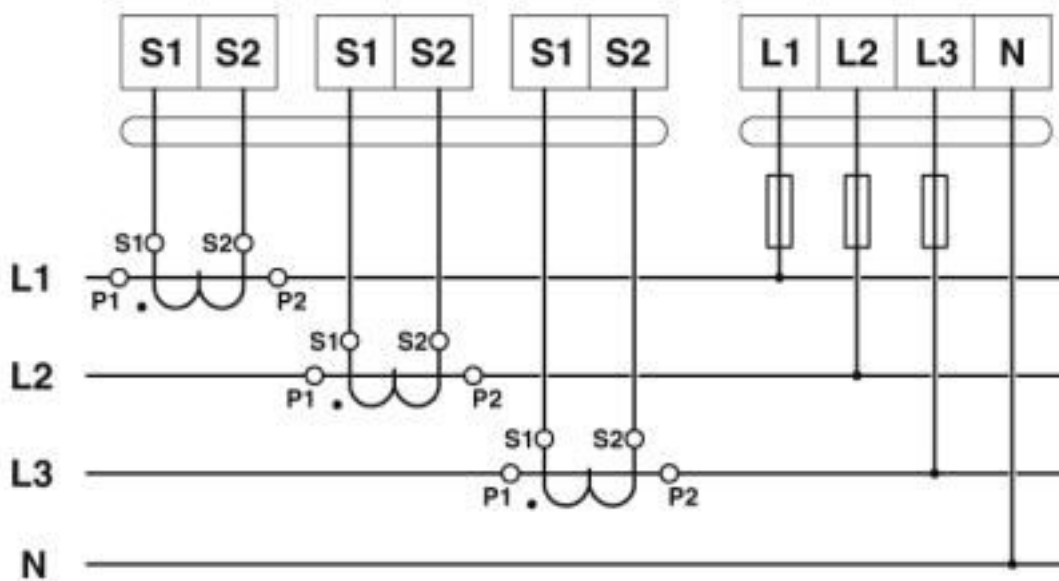 S1 S2 S1 S2 S1 S2 L1 L2 L3 N
S1 S2
L1
P1 P2
S1 S2
L2
P1 P2
S1 S2
L3
P1 P2
N